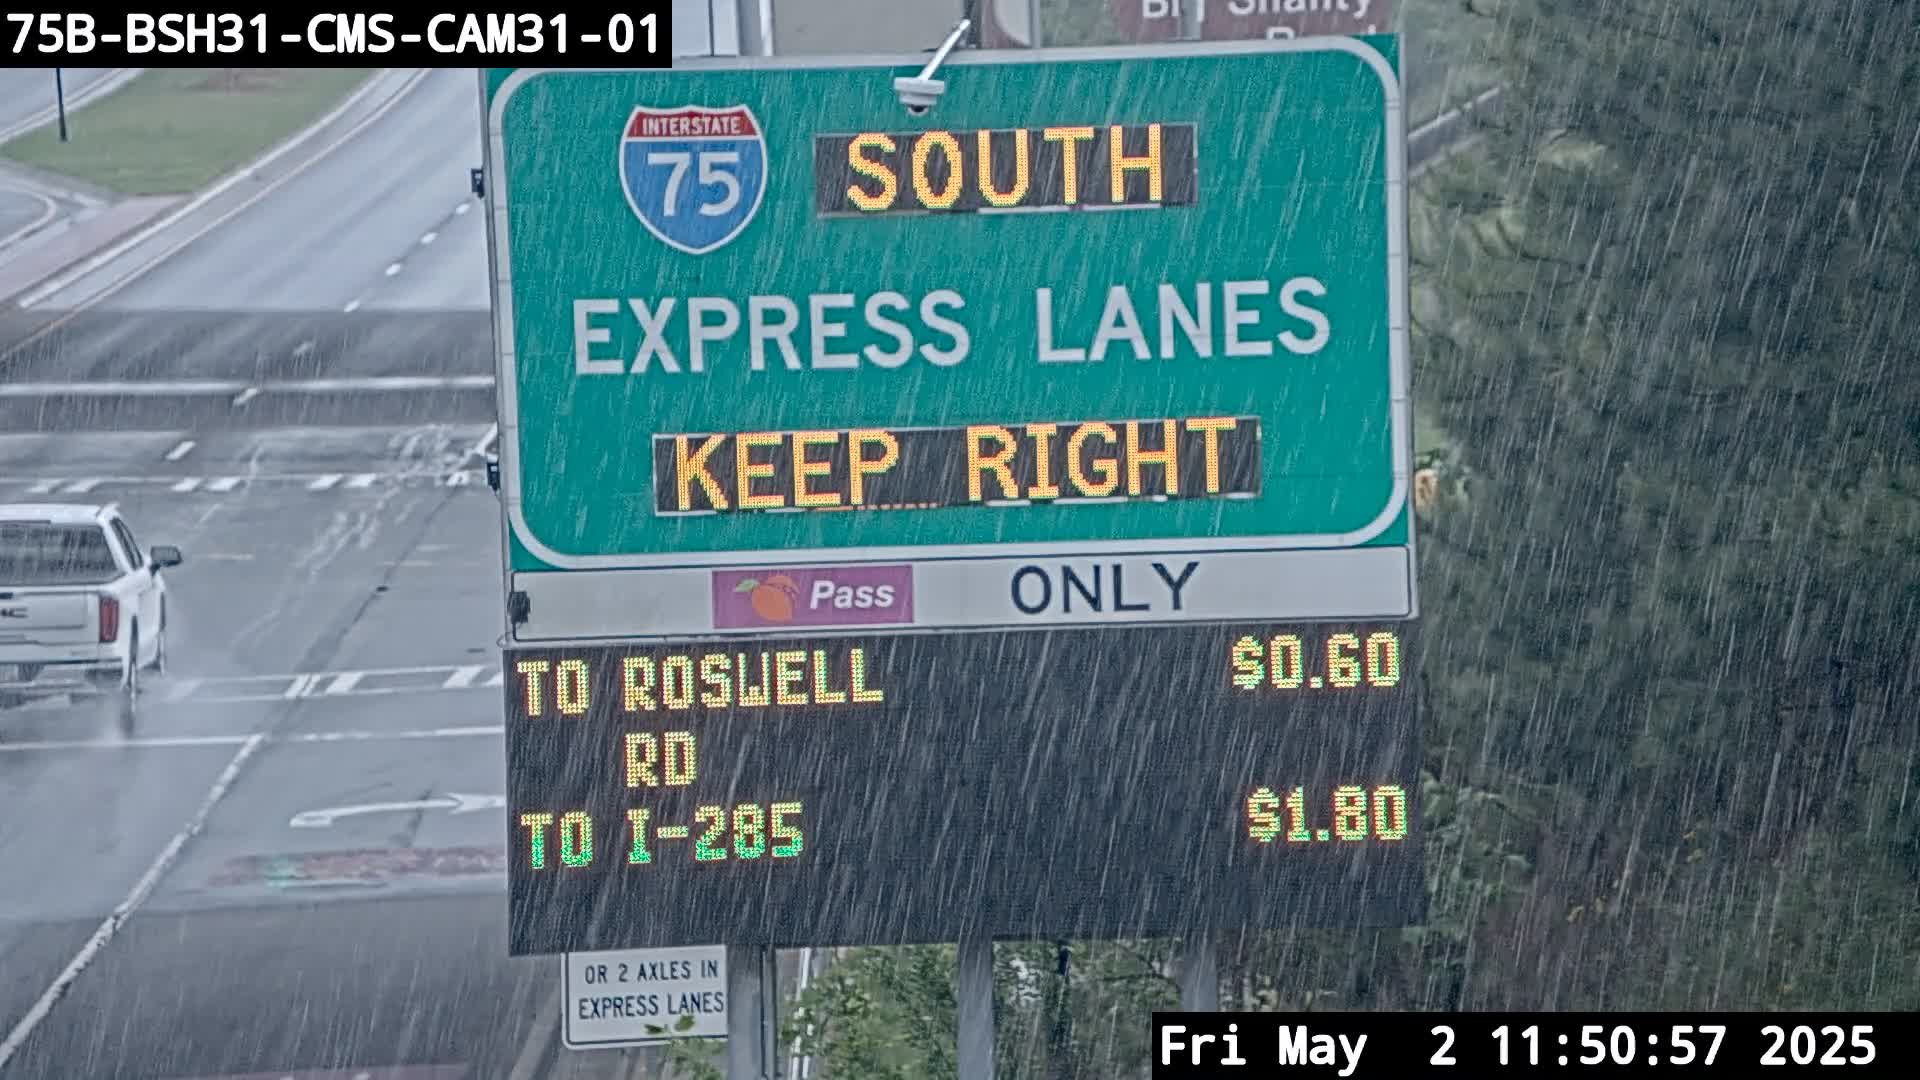 75B-BSH31-CMS-CAM31-01
Shanty
INTERSTATE
75
SOUTH
EXPRESS LANES
KEEP RIGHT
Pass ONLY
TO ROSWELL $0.60
RD
TO I-285 $1.80
OR 2 AXLES IN
EXPRESS LANES
Fri May 2 11:50:57 2025